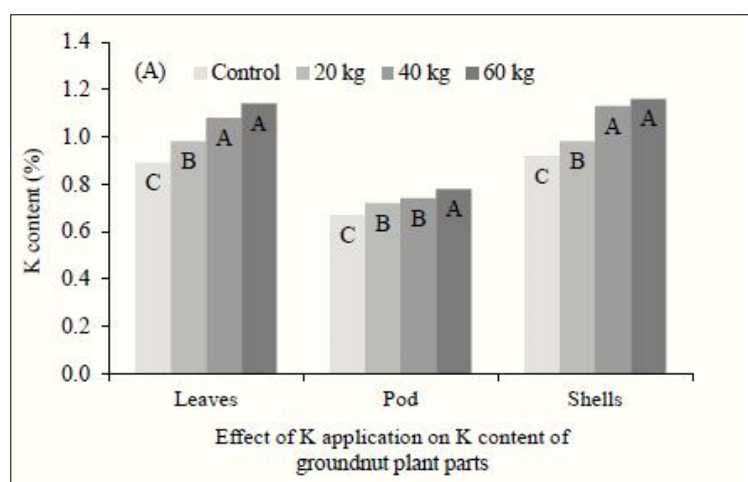 1.4
(A) Control 20 kg 40 kg 60 kg
1.2
1.0
0.8
0.6
0.4
0.2
0.0
K content (%)
C B A A
C B B A
C B A A
Leaves Pod Shells
Effect of K application on K content of
groundnut plant parts